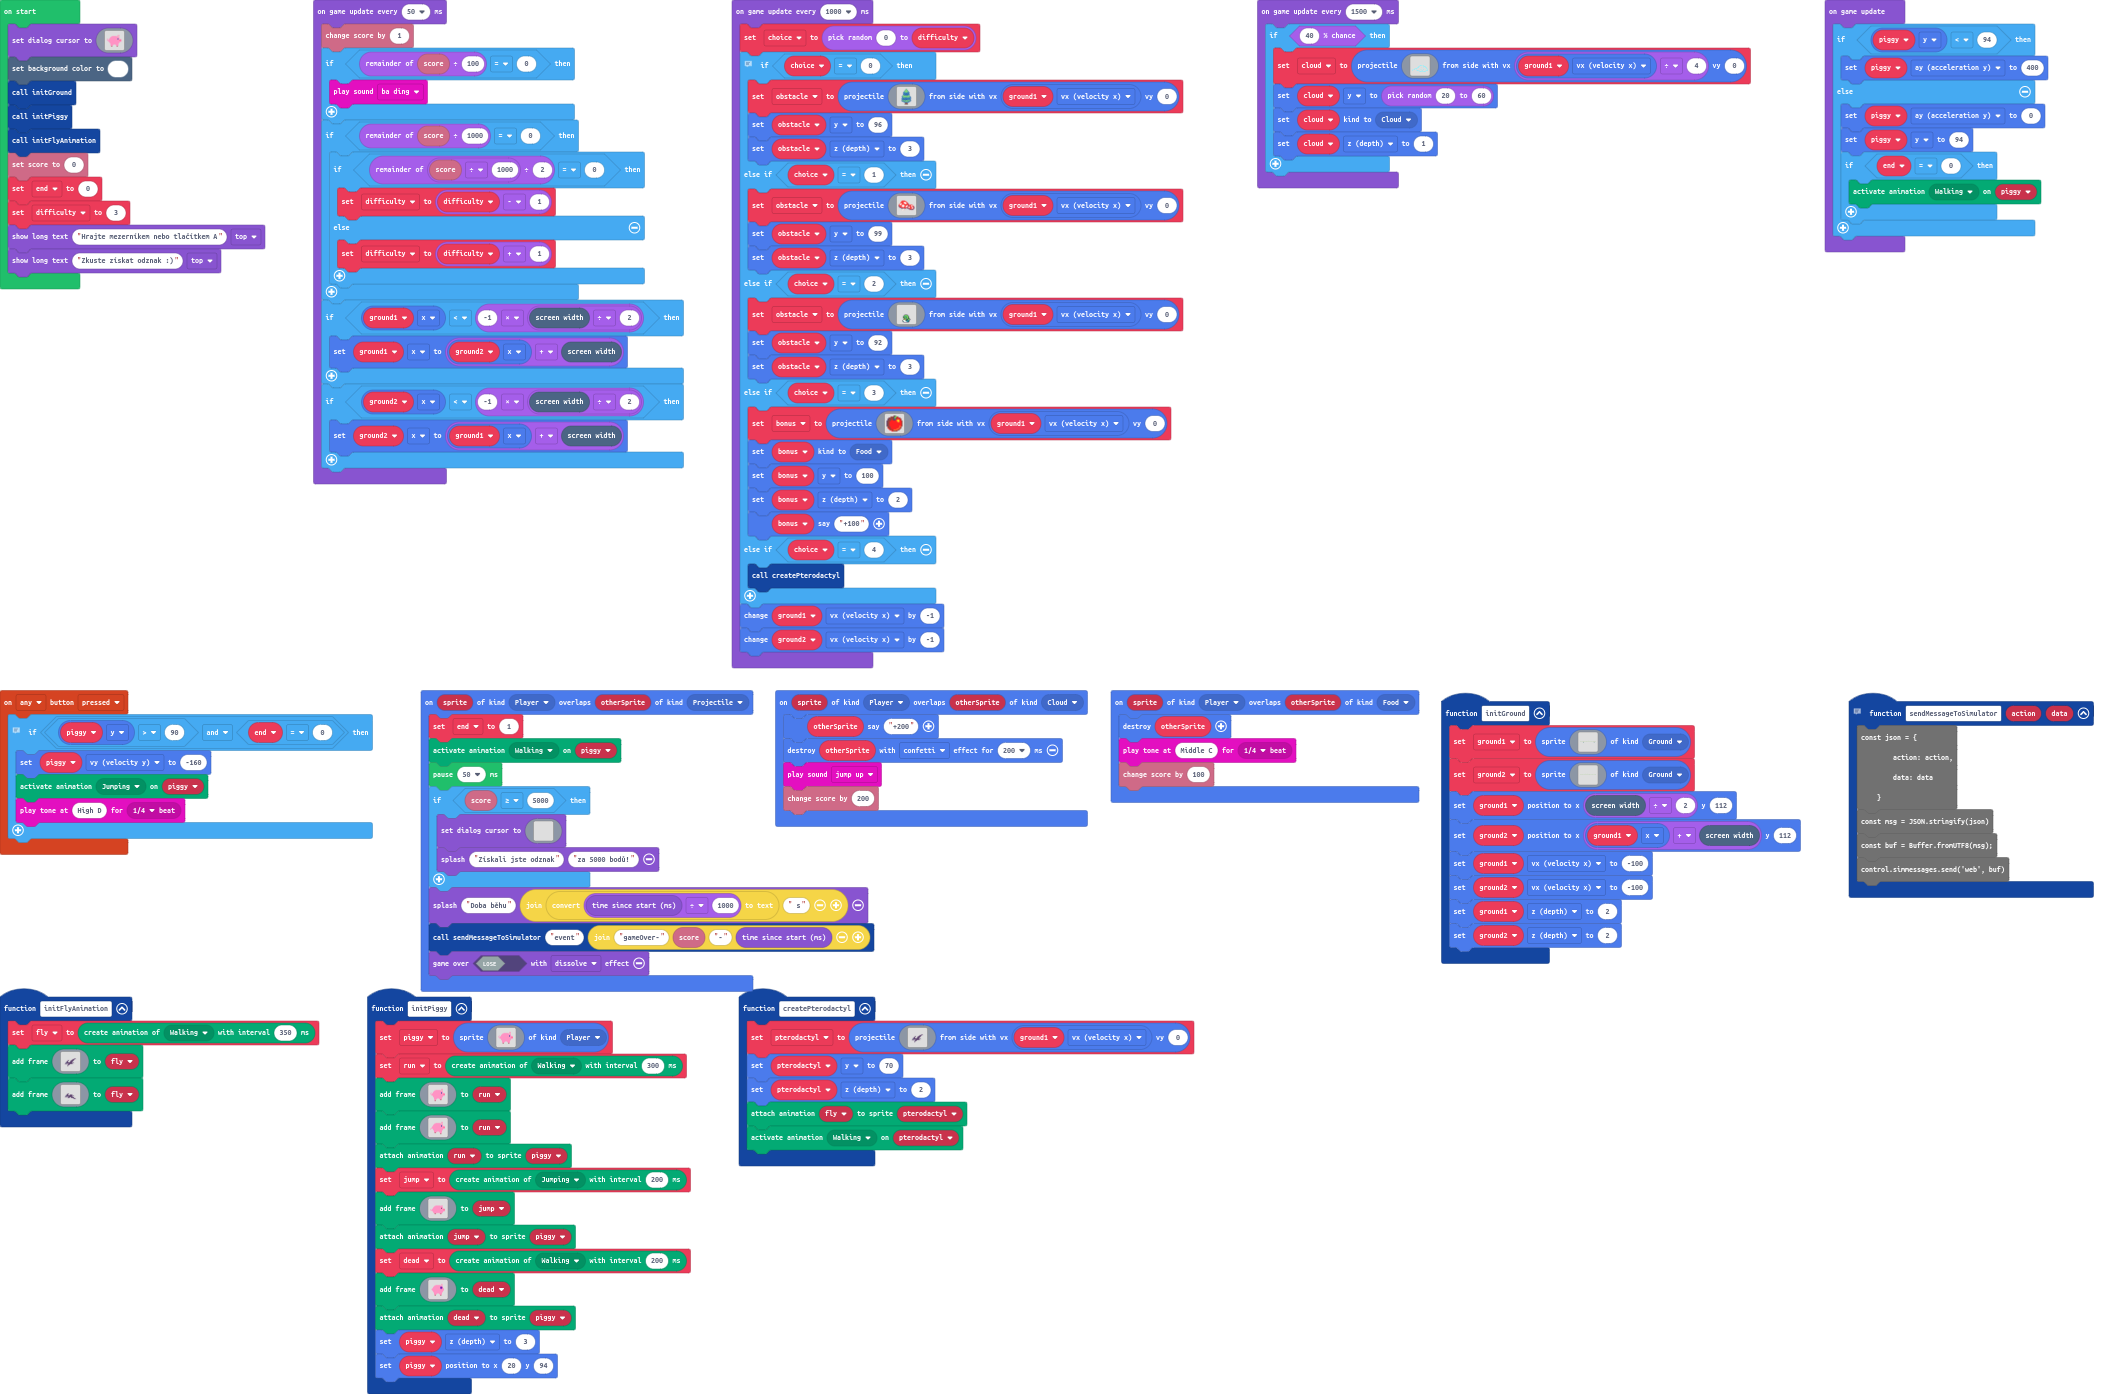 on start
set dialog cursor to
set background color to
call initGround
call initPiggy
call initFlyAnimation
set score to 0
set end to 0
set difficulty to 3
show long text "Hrajte mezerníkem nebo tlačítkem A" top
show long text "Zkuste získat odznak :)" top
on game update every 50 ms
change score by 1
if remainder of score ÷ 100 = 0 then
play sound ba ding
if remainder of score ÷ 1000 = 0 then
if remainder of score ÷ 1000 ÷ 2 = 0 then
set difficulty to difficulty - 1
else
set difficulty to difficulty + 1
if ground1 x < -1 × screen width ÷ 2 then
set ground1 x to ground2 x + screen width
if ground2 x < -1 × screen width ÷ 2 then
set ground2 x to ground1 x + screen width
on game update every 1000 ms
set choice to pick random 0 to difficulty
if choice = 0 then
set obstacle to projectile from side with vx ground1 vx (velocity x) vy 0
set obstacle y to 96
set obstacle z (depth) to 3
else if choice = 1 then
set obstacle to projectile from side with vx ground1 vx (velocity x) vy 0
set obstacle y to 99
set obstacle z (depth) to 3
else if choice = 2 then
set obstacle to projectile from side with vx ground1 vx (velocity x) vy 0
set obstacle y to 92
set obstacle z (depth) to 3
else if choice = 3 then
set bonus to projectile from side with vx ground1 vx (velocity x) vy 0
set bonus kind to Food
set bonus y to 100
set bonus z (depth) to 2
bonus say "+100"
else if choice = 4 then
call createPterodactyl
change ground1 vx (velocity x) by -1
change ground2 vx (velocity x) by -1
on game update every 1500 ms
if 40 % chance then
set cloud to projectile from side with vx ground1 vx (velocity x) ÷ 4 vy 0
set cloud y to pick random 20 to 60
set cloud kind to Cloud
set cloud z (depth) to 1
on game update
if piggy y < 94 then
set piggy ay (acceleration y) to 400
else
set piggy ay (acceleration y) to 0
set piggy y to 94
if end = 0 then
activate animation Walking on piggy
on any button pressed
if piggy y > 90 and end = 0 then
set piggy vy (velocity y) to -160
activate animation Jumping on piggy
play tone at High D for 1/4 beat
on sprite of kind Player overlaps otherSprite of kind Projectile
set end to 1
activate animation Walking on piggy
pause 50 ms
if score ≥ 5000 then
set dialog cursor to
splash "Získali jste odznak" "za 5000 bodů!"
splash "Doba běhu" join convert time since start (ms) ÷ 1000 to text " s"
call sendMessageToSimulator "event" join "gameOver-" score "-" time since start (ms)
game over LOSE with dissolve effect
on sprite of kind Player overlaps otherSprite of kind Cloud
otherSprite say "+200"
destroy otherSprite with confetti effect for 200 ms
play sound jump up
change score by 200
on sprite of kind Player overlaps otherSprite of kind Food
destroy otherSprite
play tone at Middle C for 1/4 beat
change score by 100
function initGround
set ground1 to sprite of kind Ground
set ground2 to sprite of kind Ground
set ground1 position to x screen width ÷ 2 y 112
set ground2 position to x ground1 x + screen width y 112
set ground1 vx (velocity x) to -100
set ground2 vx (velocity x) to -100
set ground1 z (depth) to 2
set ground2 z (depth) to 2
function sendMessageToSimulator action data
const json = {
action: action,
data: data
}
const msg = JSON.stringify(json)
const buf = Buffer.fromUTF8(msg);
control.simmessages.send('web', buf)
function initFlyAnimation
set fly to create animation of Walking with interval 350 ms
add frame to fly
add frame to fly
function initPiggy
set piggy to sprite of kind Player
set run to create animation of Walking with interval 300 ms
add frame to run
add frame to run
attach animation run to sprite piggy
set jump to create animation of Jumping with interval 200 ms
add frame to jump
attach animation jump to sprite piggy
set dead to create animation of Walking with interval 200 ms
add frame to dead
attach animation dead to sprite piggy
set piggy z (depth) to 3
set piggy position to x 20 y 94
function createPterodactyl
set pterodactyl to projectile from side with vx ground1 vx (velocity x) vy 0
set pterodactyl y to 70
set pterodactyl z (depth) to 2
attach animation fly to sprite pterodactyl
activate animation Walking on pterodactyl